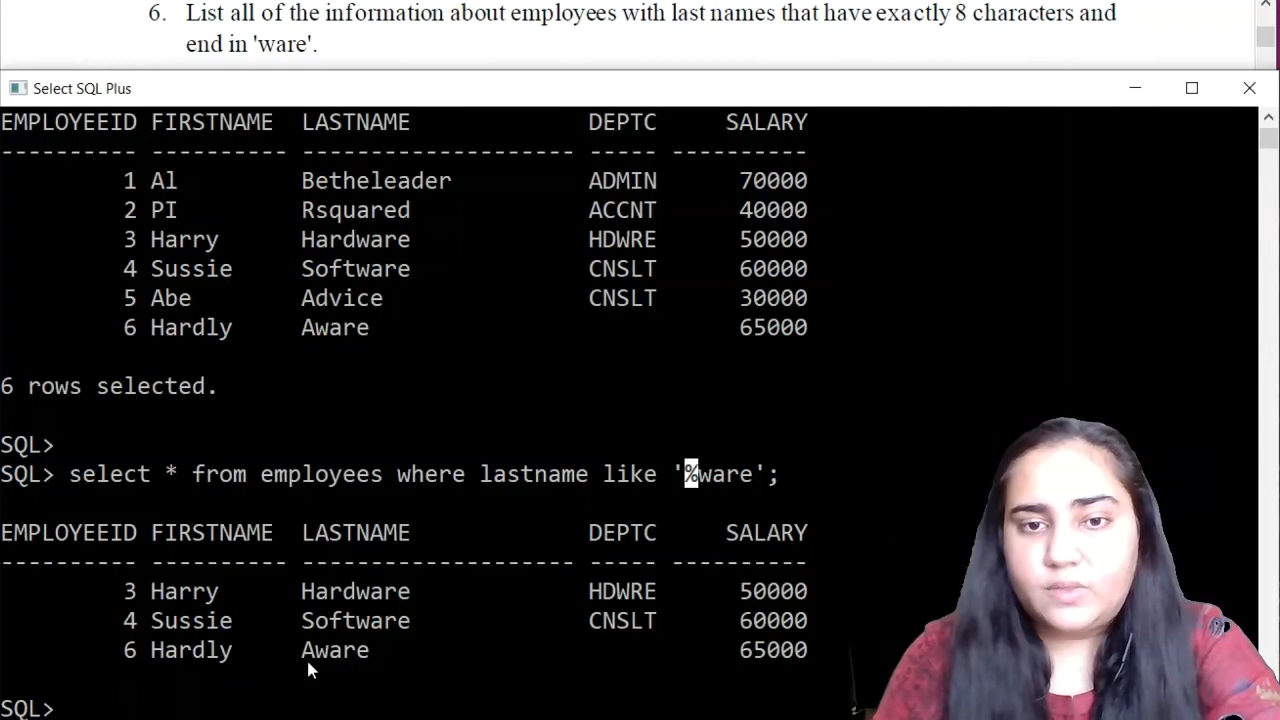 6. List all of the information about employees with last names that have exactly 8 characters and
end in 'ware'.
Select SQL Plus
EMPLOYEEID FIRSTNAME  LASTNAME             DEPTC     SALARY
---------- ---------- -------------------- ----- ----------
         1 Al         Betheleader          ADMIN      70000
         2 PI         Rsquared             ACCNT      40000
         3 Harry      Hardware             HDWRE      50000
         4 Sussie     Software             CNSLT      60000
         5 Abe        Advice               CNSLT      30000
         6 Hardly     Aware                           65000
6 rows selected.
SQL>
SQL> select * from employees where lastname like '%ware';
EMPLOYEEID FIRSTNAME  LASTNAME             DEPTC     SALARY
---------- ---------- -------------------- ----- ----------
         3 Harry      Hardware             HDWRE      50000
         4 Sussie     Software             CNSLT      60000
         6 Hardly     Aware                           65000
SQL>